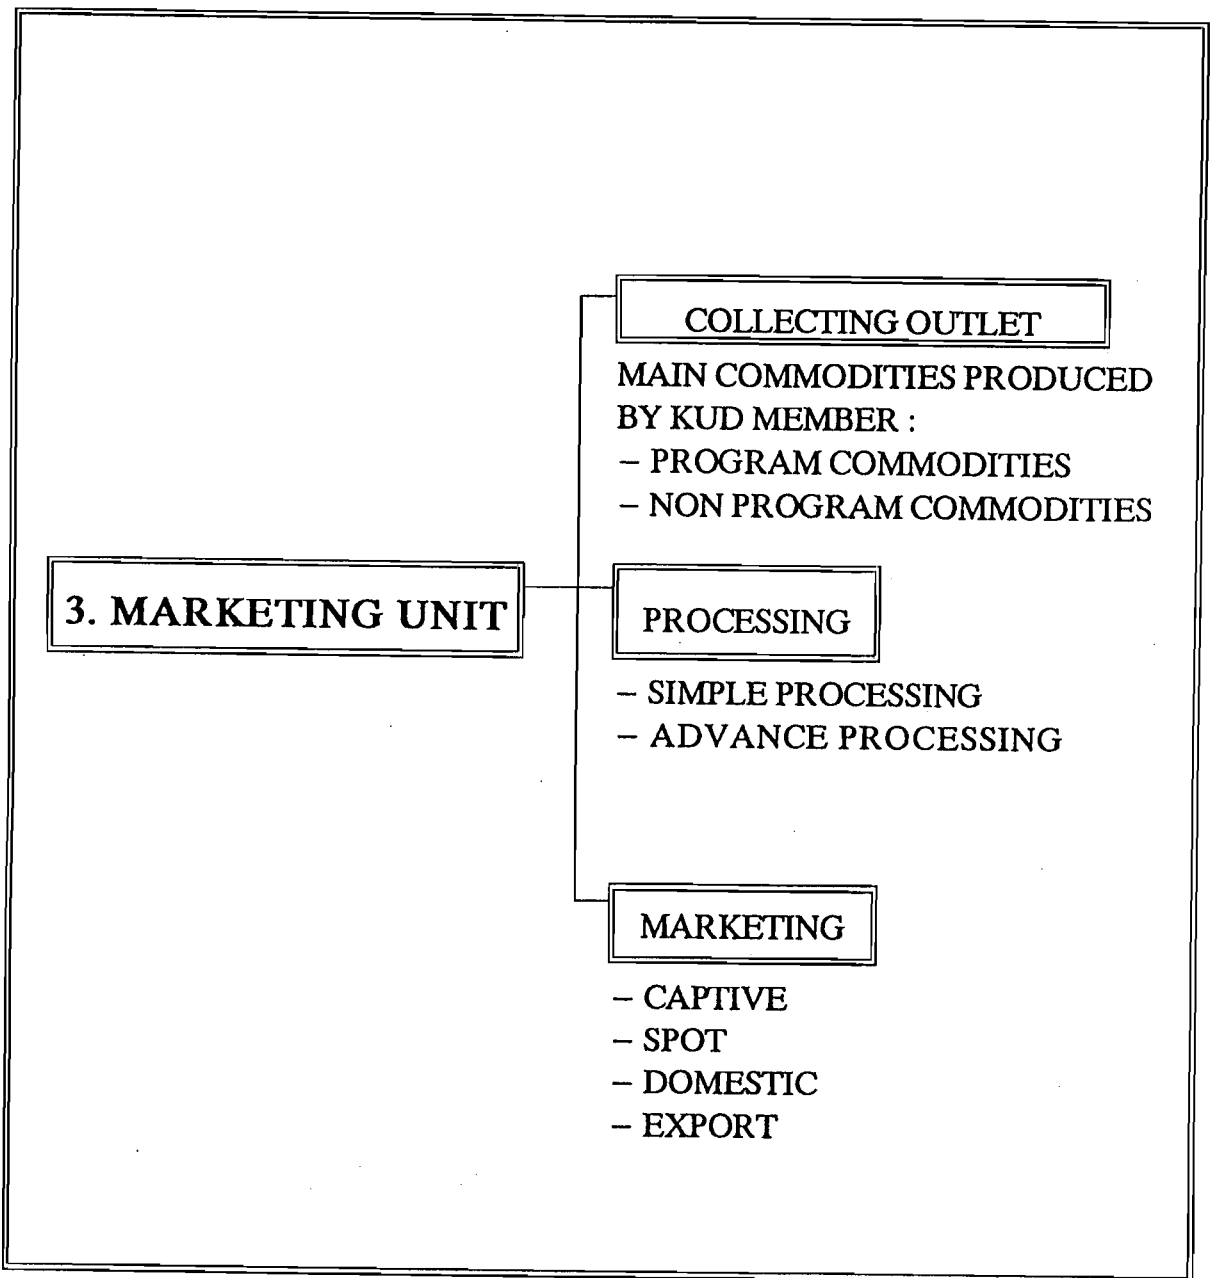 COLLECTING OUTLET
MAIN COMMODITIES PRODUCED
BY KUD MEMBER :
– PROGRAM COMMODITIES
– NON PROGRAM COMMODITIES
3. MARKETING UNIT
PROCESSING
– SIMPLE PROCESSING
– ADVANCE PROCESSING
MARKETING
– CAPTIVE
– SPOT
– DOMESTIC
– EXPORT